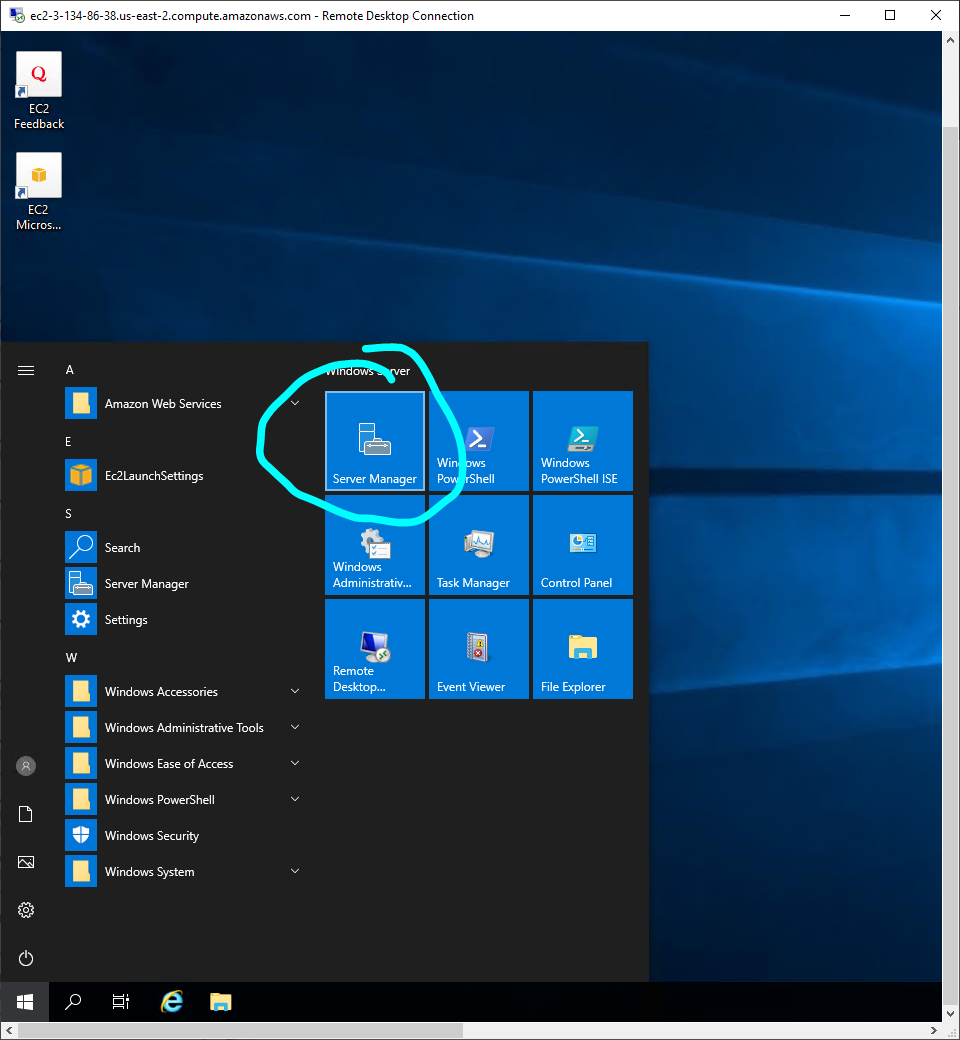 ec2-3-134-86-38.us-east-2.compute.amazonaws.com - Remote Desktop Connection
Q
EC2
Feedback
EC2
Micros...
A
Amazon Web Services
E
Ec2LaunchSettings
S
Search
Server Manager
Settings
W
Windows Accessories
Windows Administrative Tools
Windows Ease of Access
Windows PowerShell
Windows Security
Windows System
Windows Server
Server Manager
Windows
PowerShell
Windows
PowerShell ISE
Windows
Administrativ...
Task Manager
Control Panel
Remote
Desktop...
Event Viewer
File Explorer